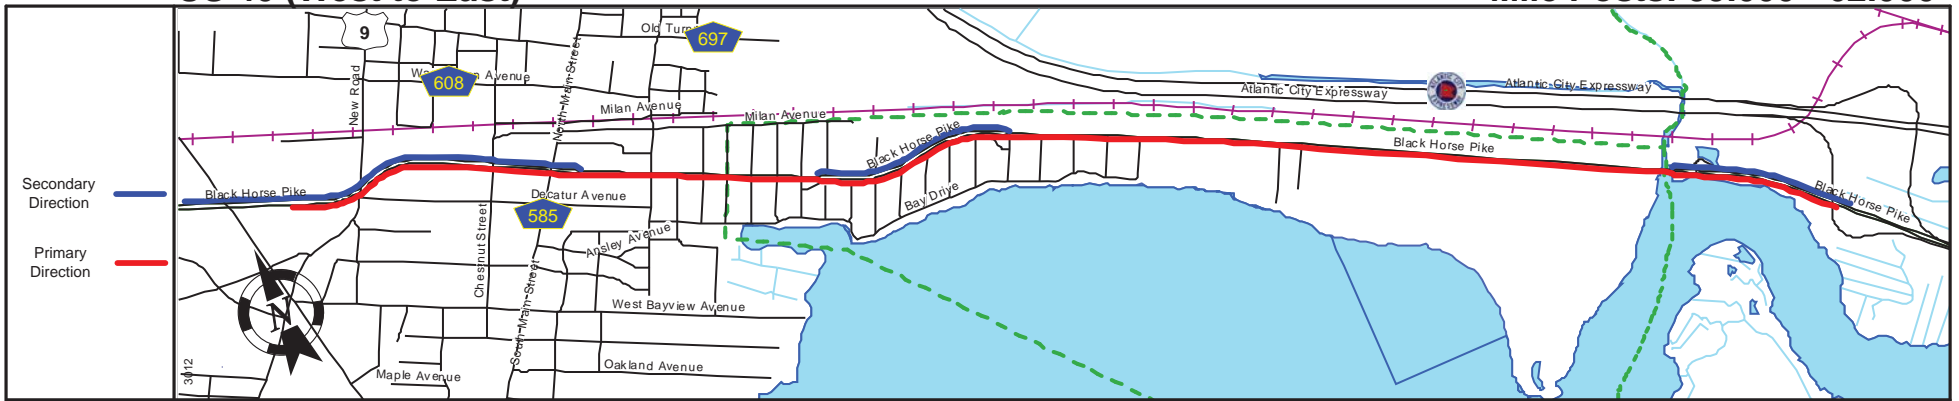 9
Old Turn
697
Avenue
608
New Road
North Main Street
Milan Avenue
Milan Avenue
Atlantic City Expressway
Atlantic City Expressway
Black Horse Pike
Black Horse Pike
Secondary
Direction
Black Horse Pike
Decatur Avenue
Bay Drive
Black Horse Pike
585
Primary
Direction
Chestnut Street
Ansley Avenue
South Main Street
West Bayview Avenue
N
3012
Maple Avenue
Oakland Avenue